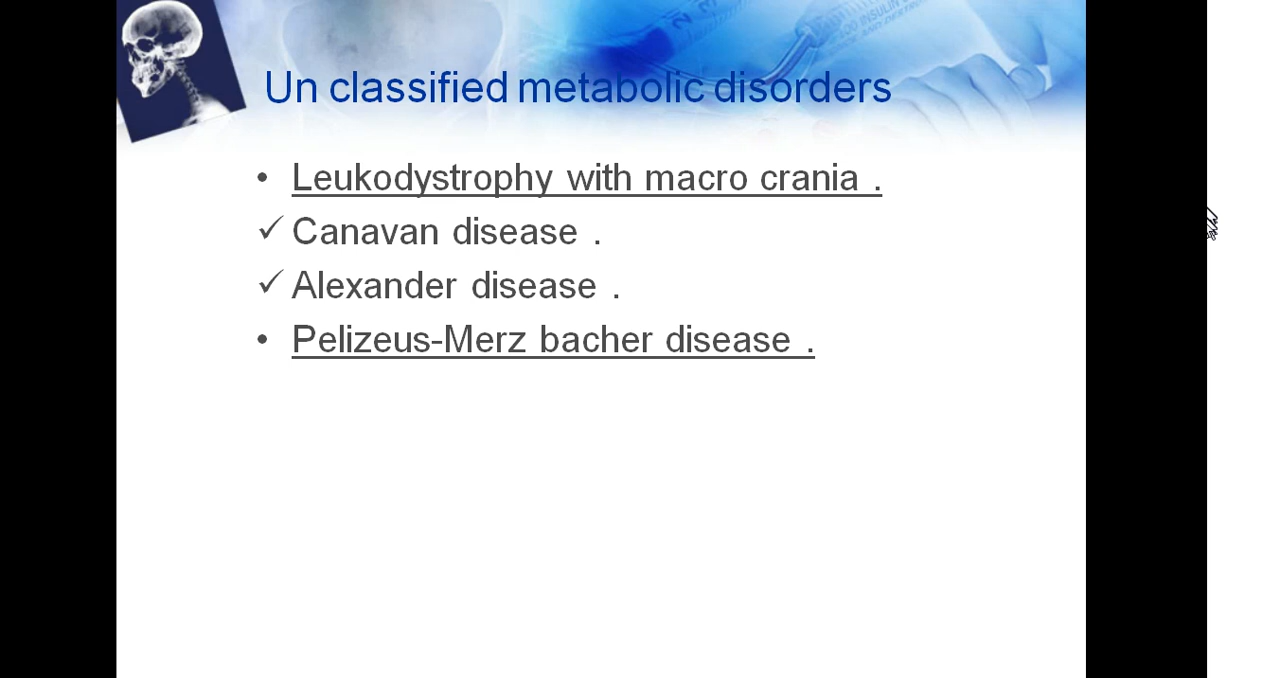 Un classified metabolic disorders
• Leukodystrophy with macro crania .
✓ Canavan disease .
✓ Alexander disease .
• Pelizeus-Merz bacher disease .